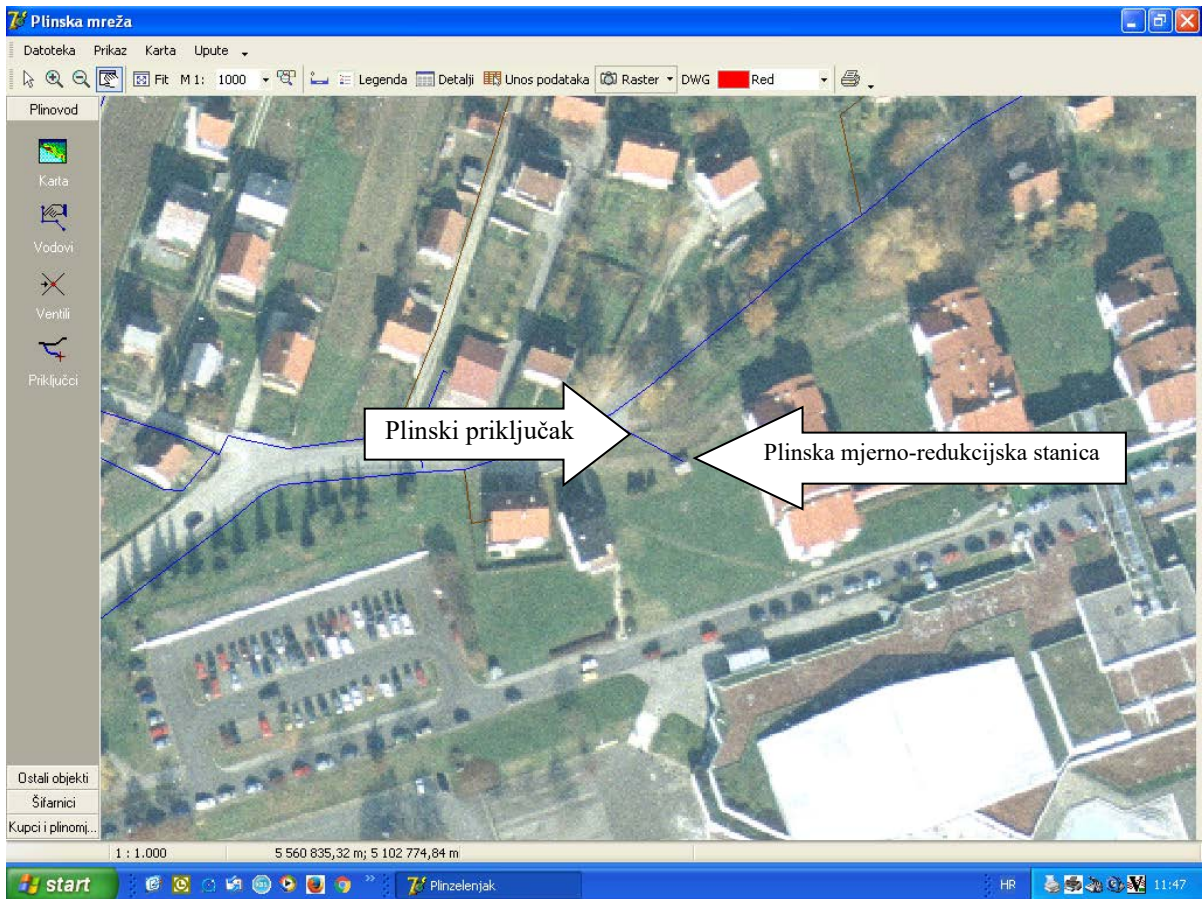 Plinska mreža
Datoteka Prikaz Karta Upute
Fit M 1: 1000 Legenda Detalji Unos podataka Raster DWG Red
Plinovod
Karta
Vodovi
Ventili
Priključci
Plinski priključak
Plinska mjerno-redukcijska stanica
Ostali objekti
Šifarnici
Kupci i plinomj...
1 : 1.000 5 560 835,32 m; 5 102 774,84 m
start Plinzelenjak HR 11:47